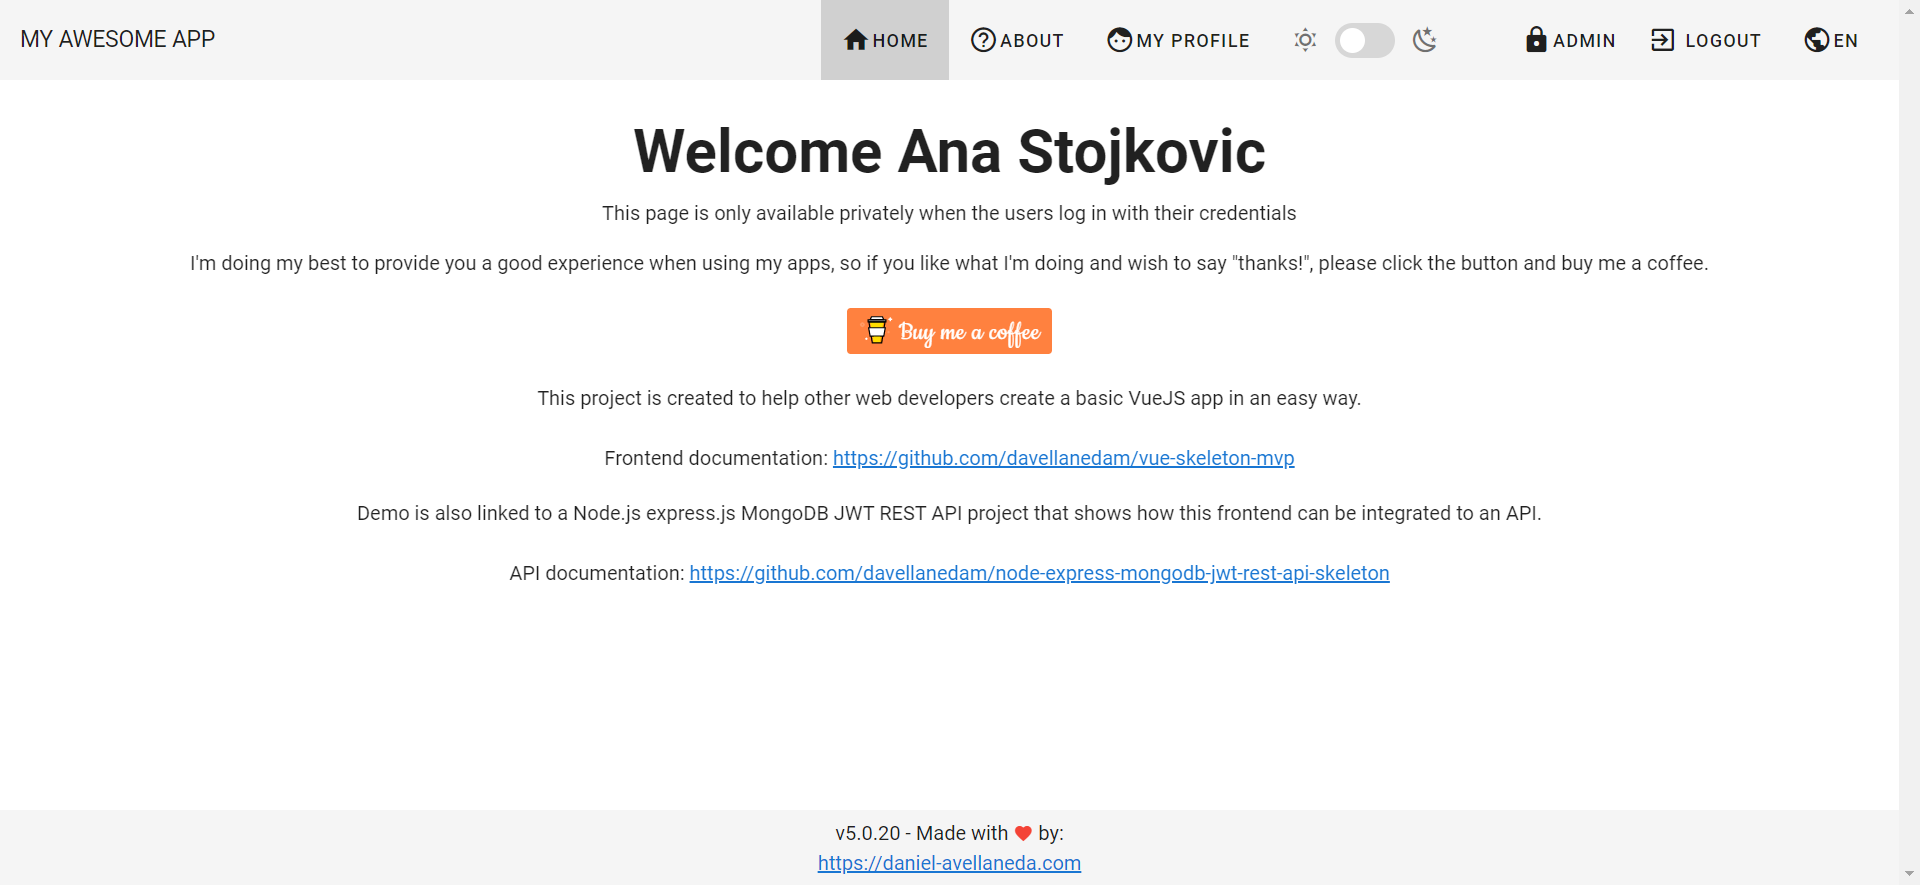 MY AWESOME APP
HOME
ABOUT
MY PROFILE
ADMIN
LOGOUT
EN
Welcome Ana Stojkovic
This page is only available privately when the users log in with their credentials
I'm doing my best to provide you a good experience when using my apps, so if you like what I'm doing and wish to say "thanks!", please click the button and buy me a coffee.
Buy me a coffee
This project is created to help other web developers create a basic VueJS app in an easy way.
Frontend documentation: https://github.com/davellanedam/vue-skeleton-mvp
Demo is also linked to a Node.js express.js MongoDB JWT REST API project that shows how this frontend can be integrated to an API.
API documentation: https://github.com/davellanedam/node-express-mongodb-jwt-rest-api-skeleton
v5.0.20 - Made with ❤ by:
https://daniel-avellaneda.com